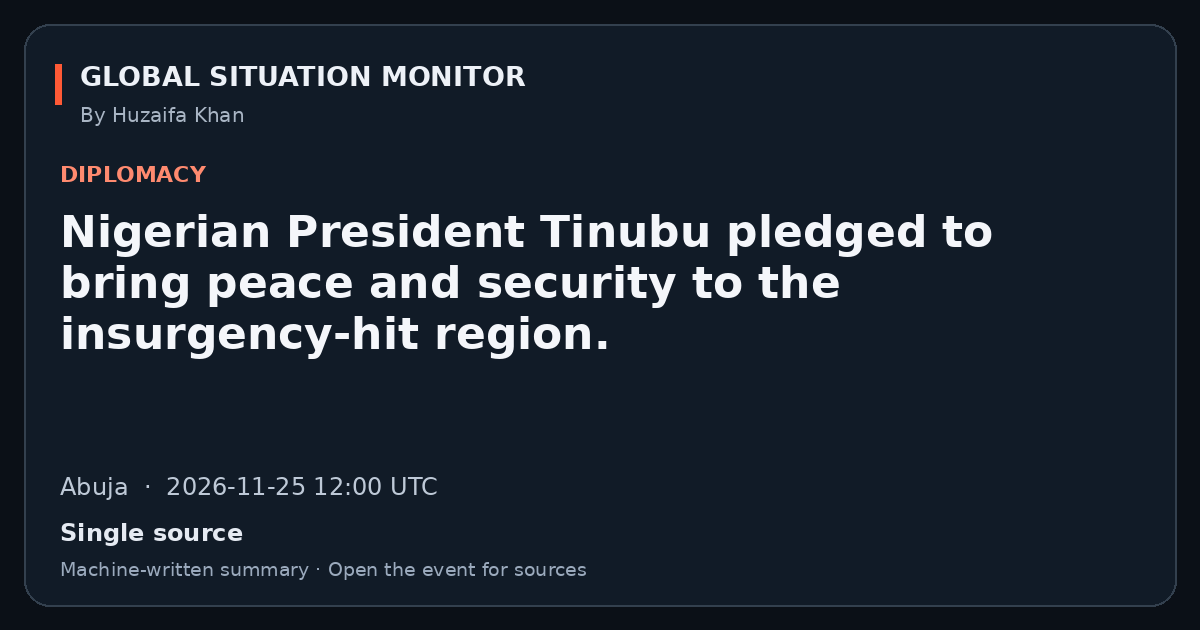 GLOBAL SITUATION MONITOR
By Huzaifa Khan
DIPLOMACY
Nigerian President Tinubu pledged to
bring peace and security to the
insurgency-hit region.
Abuja · 2026-11-25 12:00 UTC
Single source
Machine-written summary · Open the event for sources